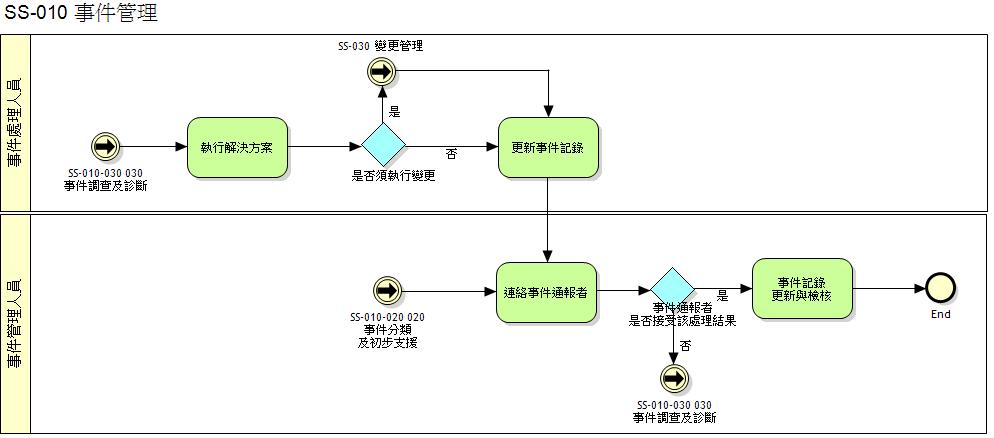 SS-010 事件管理
事件處理人員
SS-030 變更管理
是
執行解決方案
否
更新事件記錄
是否須執行變更
SS-010-030 030
事件調查及診斷
事件管理人員
連絡事件通報者
是
事件記錄
更新與檢核
事件通報者
是否接受該處理結果
End
SS-010-020 020
事件分類
及初步支援
否
SS-010-030 030
事件調查及診斷